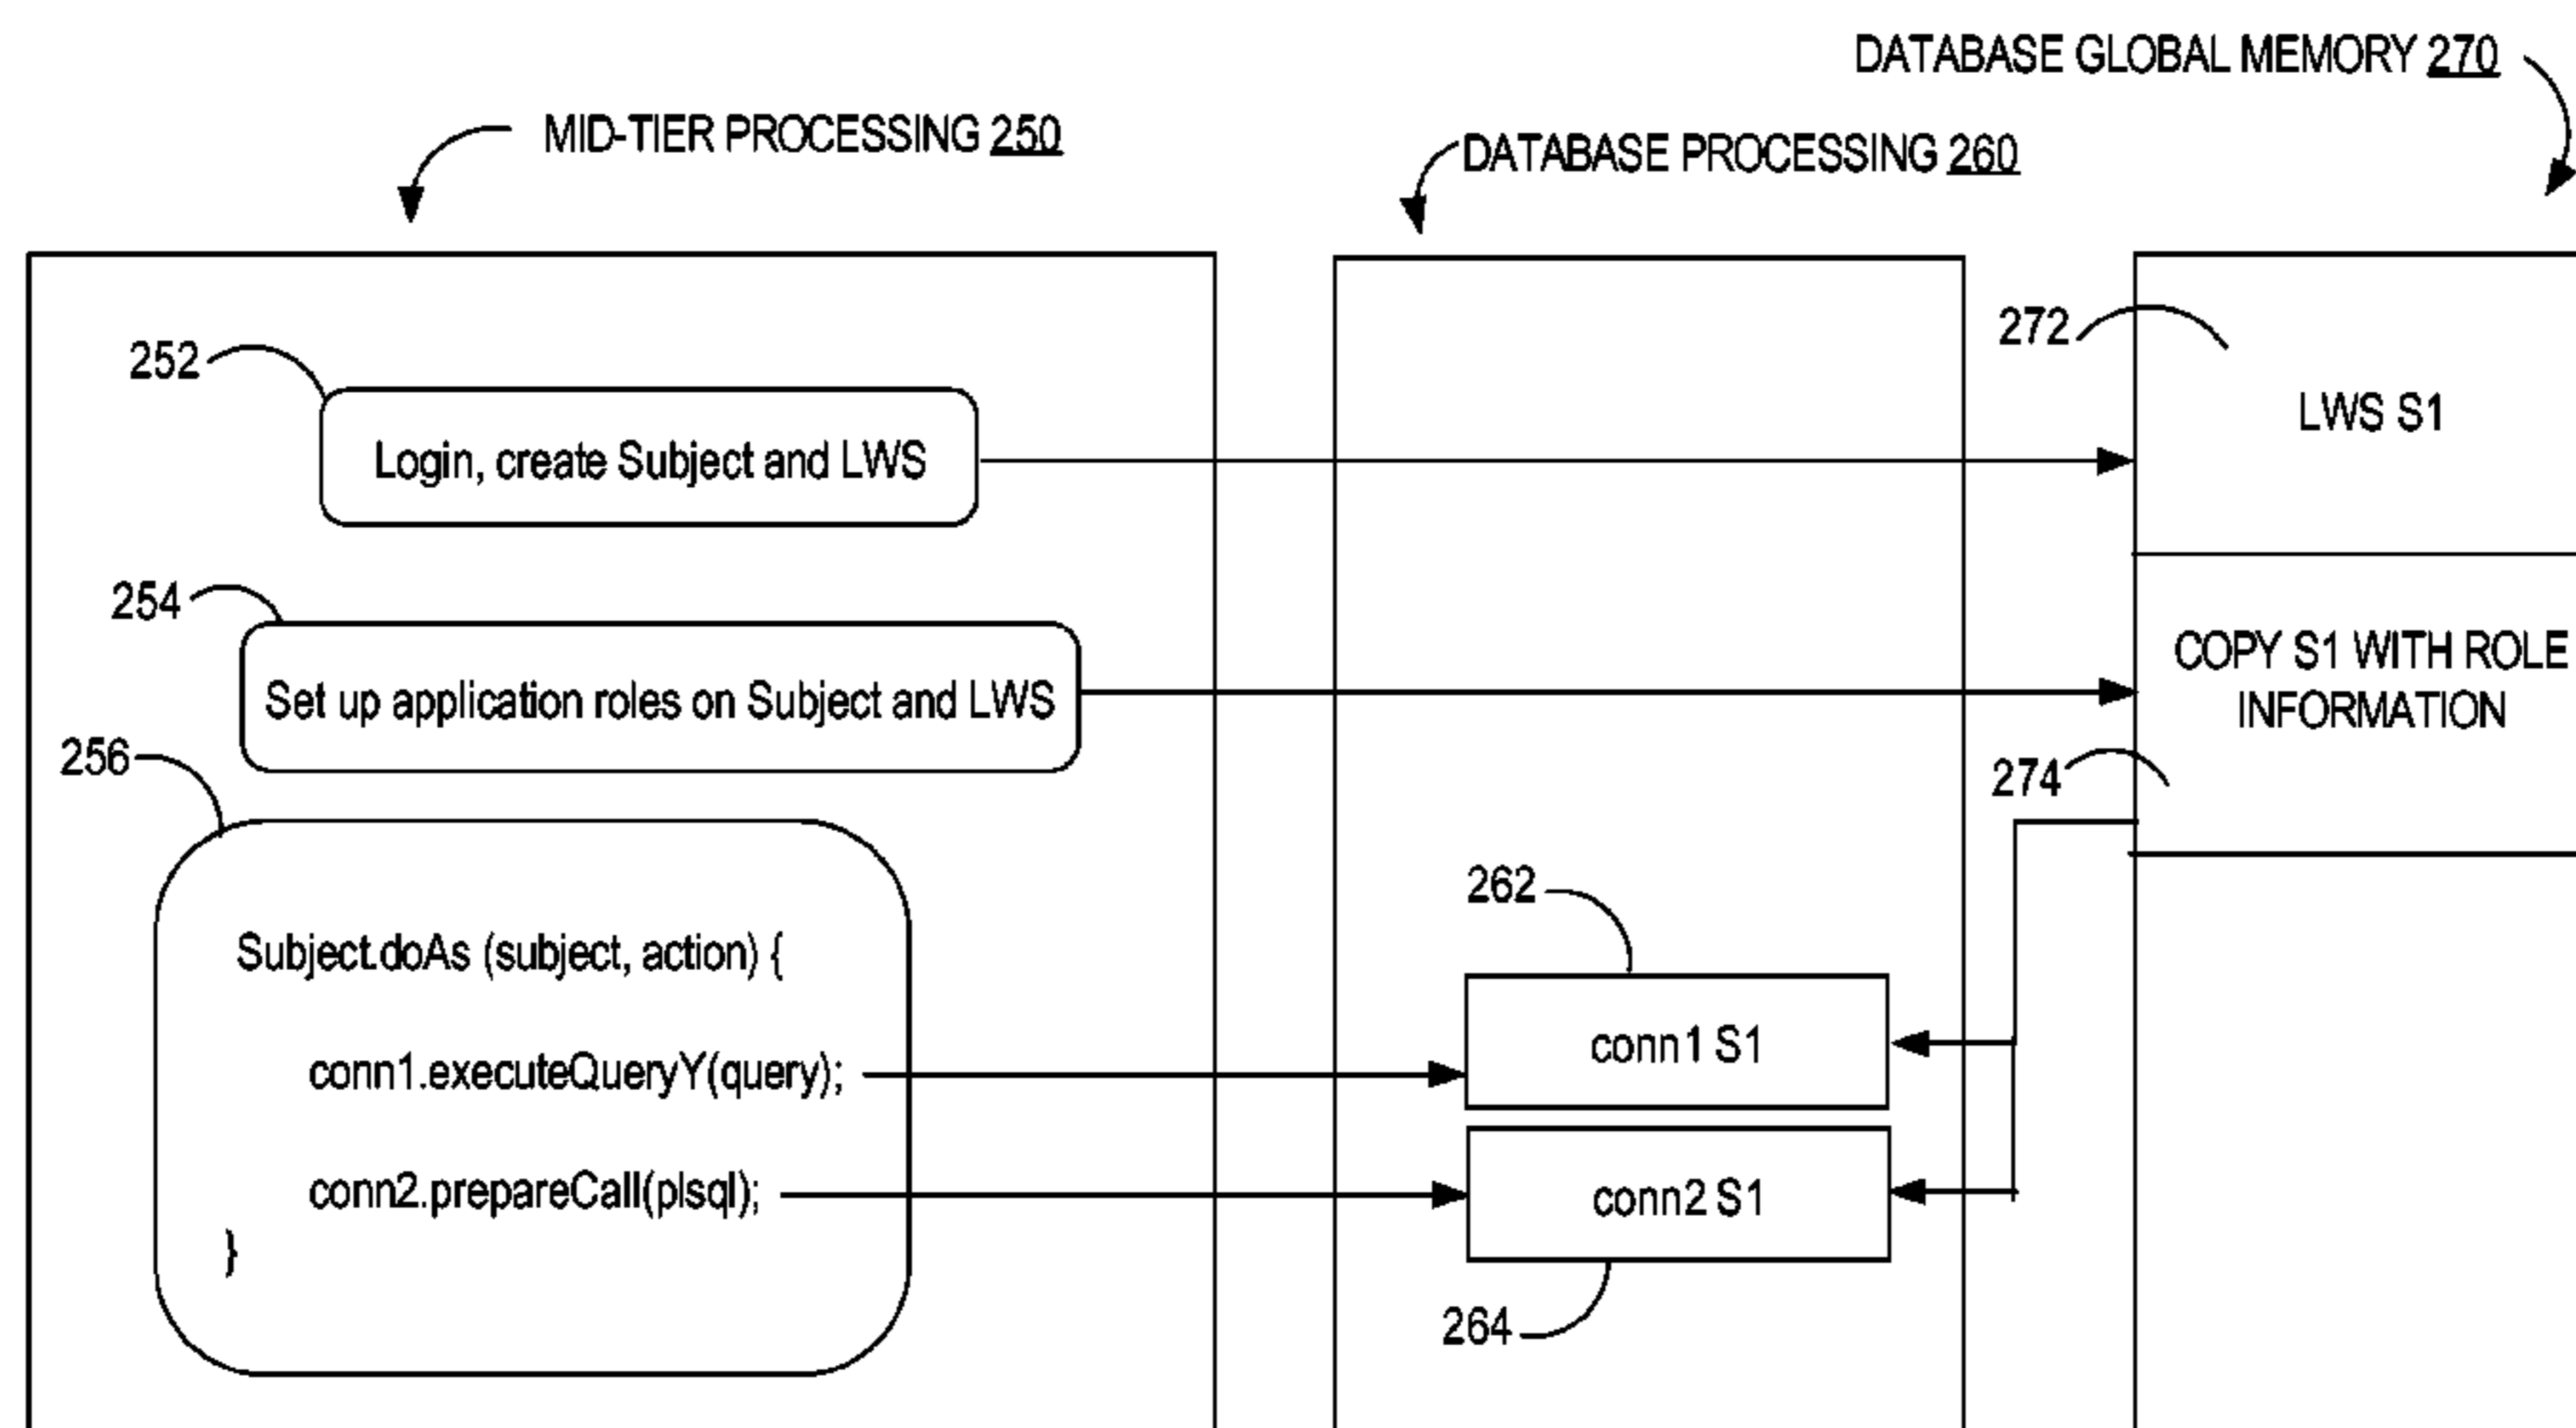 DATABASE GLOBAL MEMORY 270
MID-TIER PROCESSING 250
DATABASE PROCESSING 260
252
Login, create Subject and LWS
272
LWS S1
254
Set up application roles on Subject and LWS
COPY S1 WITH ROLE
INFORMATION
274
256
Subject.doAs (subject, action) {
conn1.executeQueryY(query);
conn2.prepareCall(plsql);
}
262
conn1 S1
conn2 S1
264